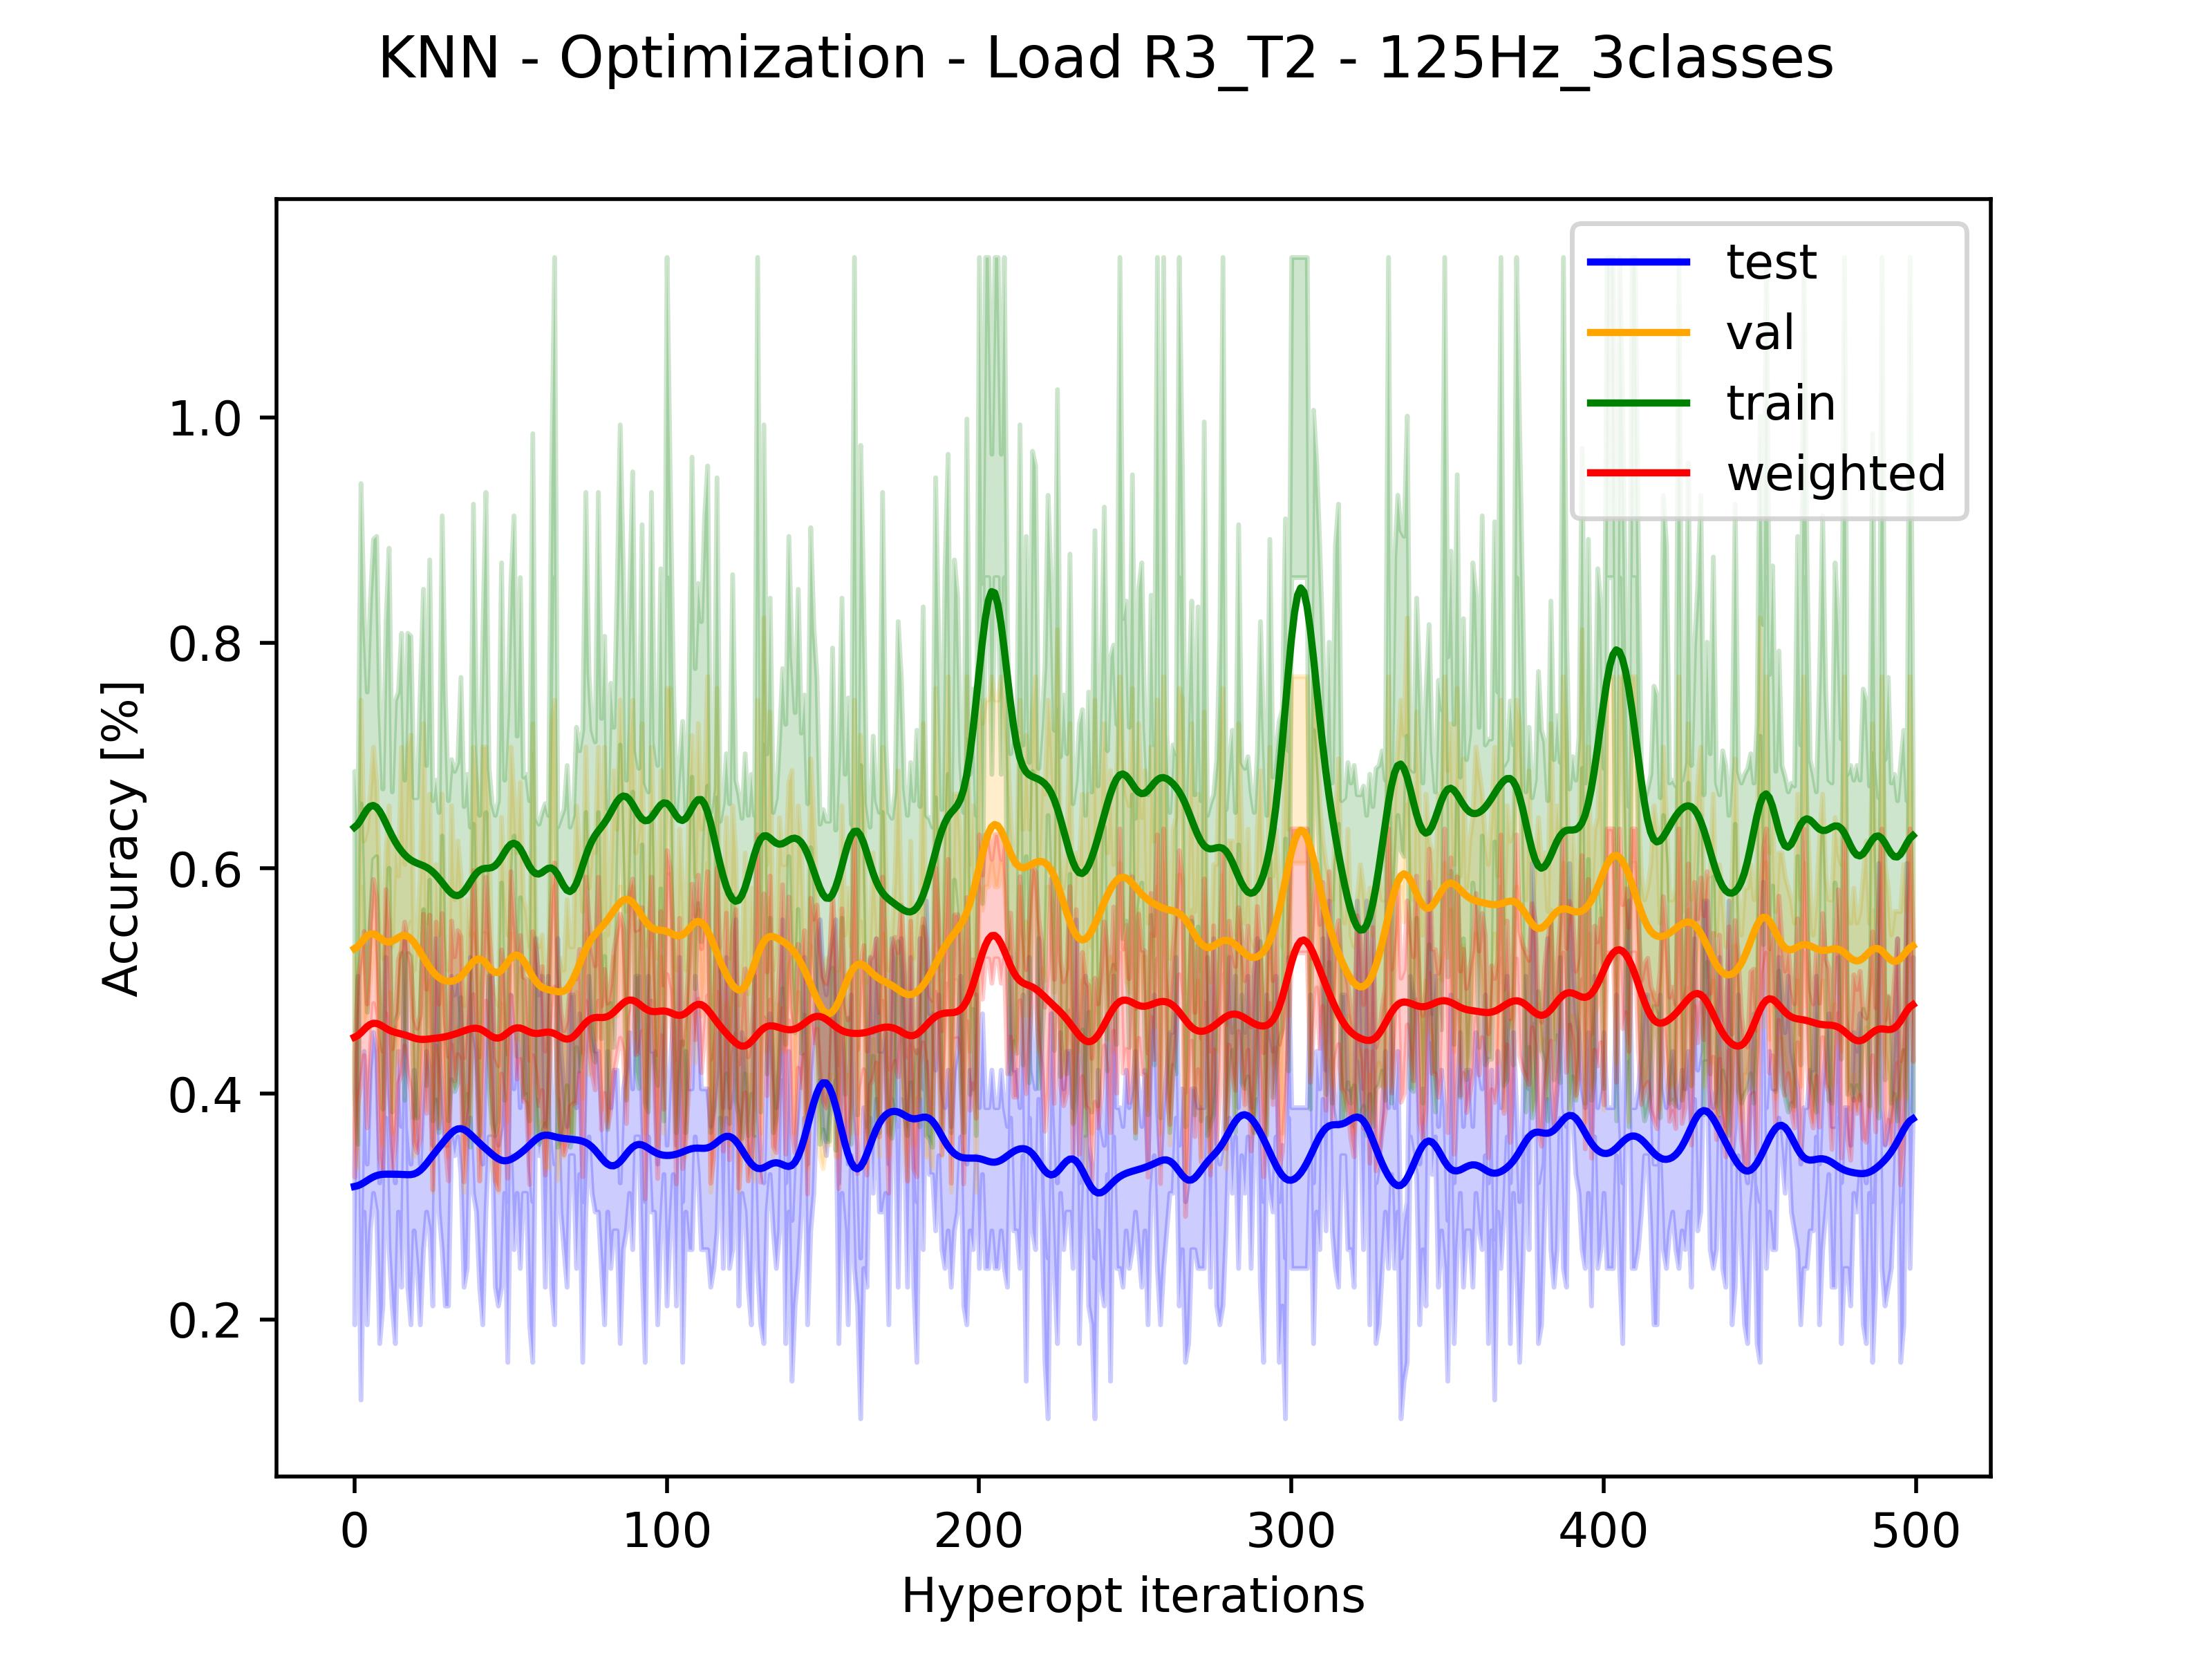 KNN - Optimization - Load R3_T2 - 125Hz_3classes
test
val
train
weighted
Accuracy [%]
1.0
0.8
0.6
0.4
0.2
0 100 200 300 400 500
Hyperopt iterations